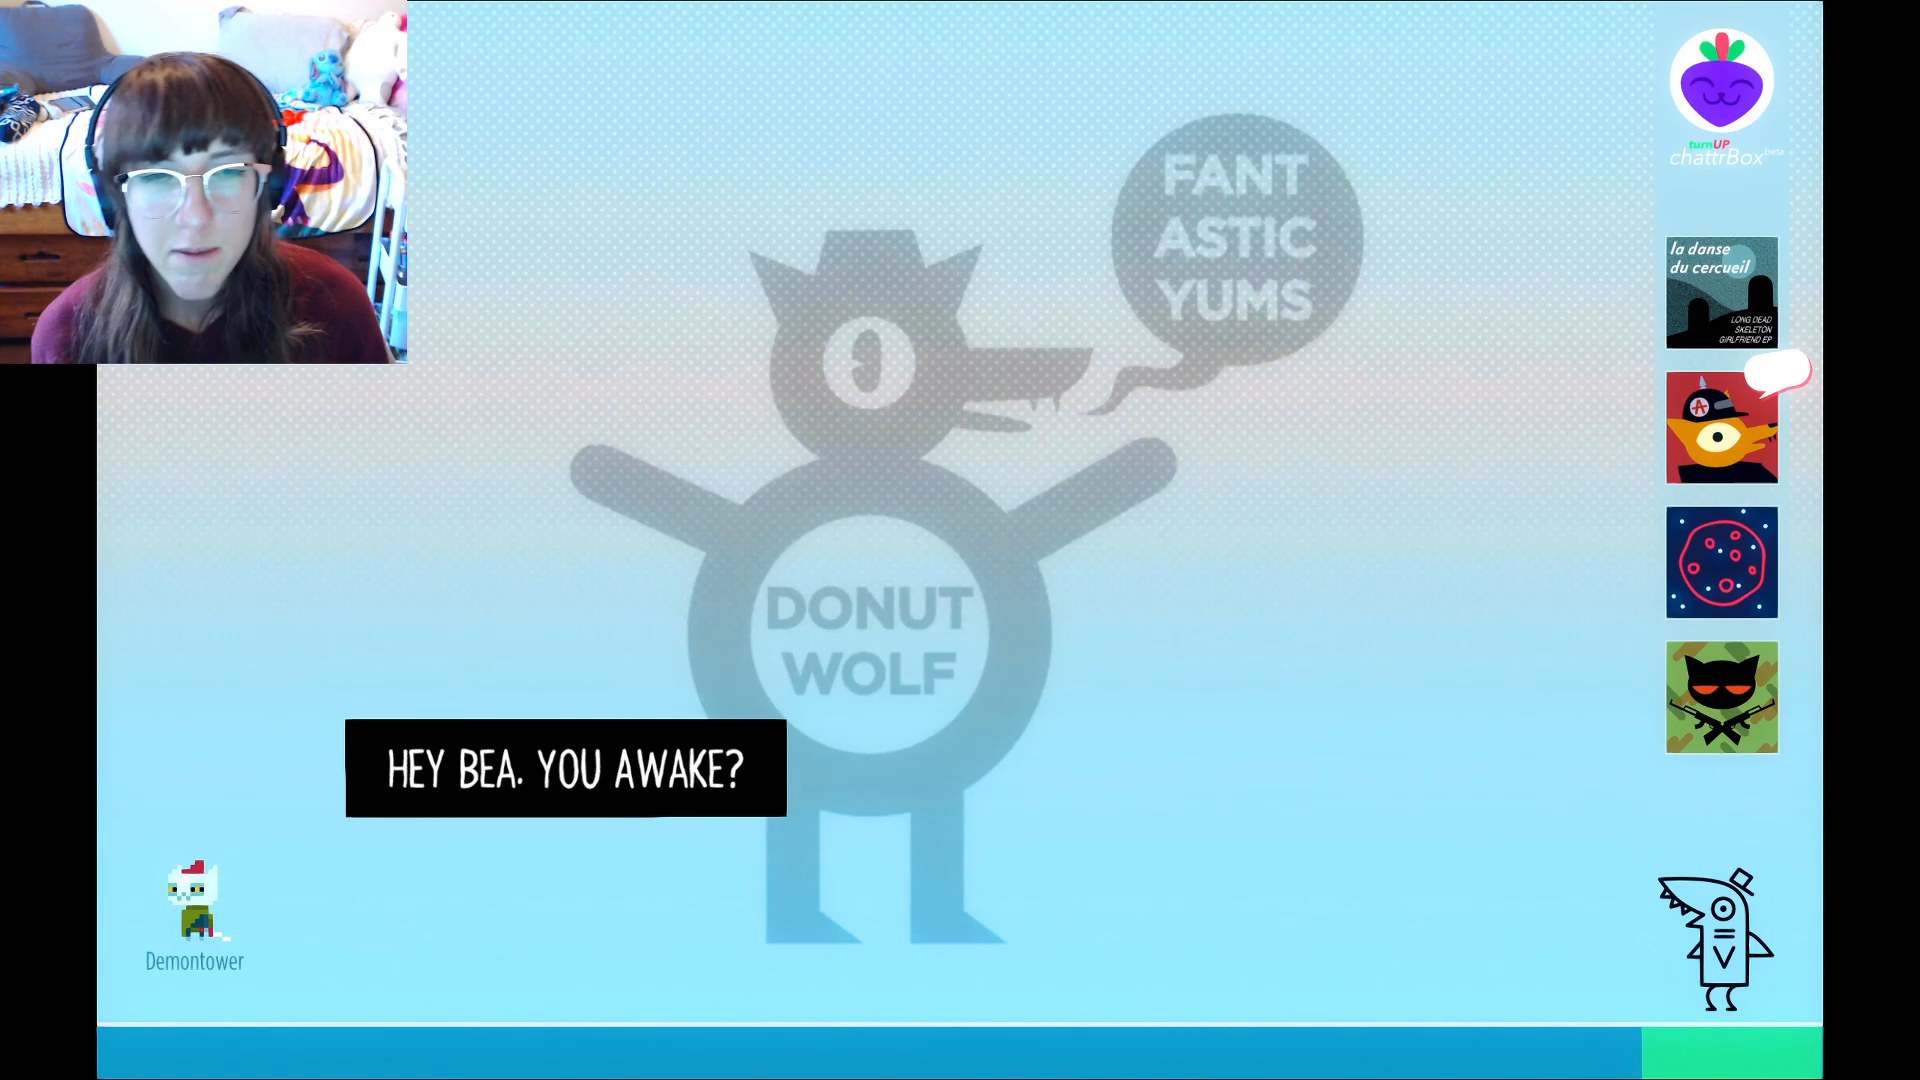 FANT
ASTIC
YUMS
DONUT
WOLF
HEY BEA. YOU AWAKE?
Demontower
turnUP
chattrBox beta
la danse
du cercueil
LONG DEAD
SKELETON
GIRLFRIEND EP
A